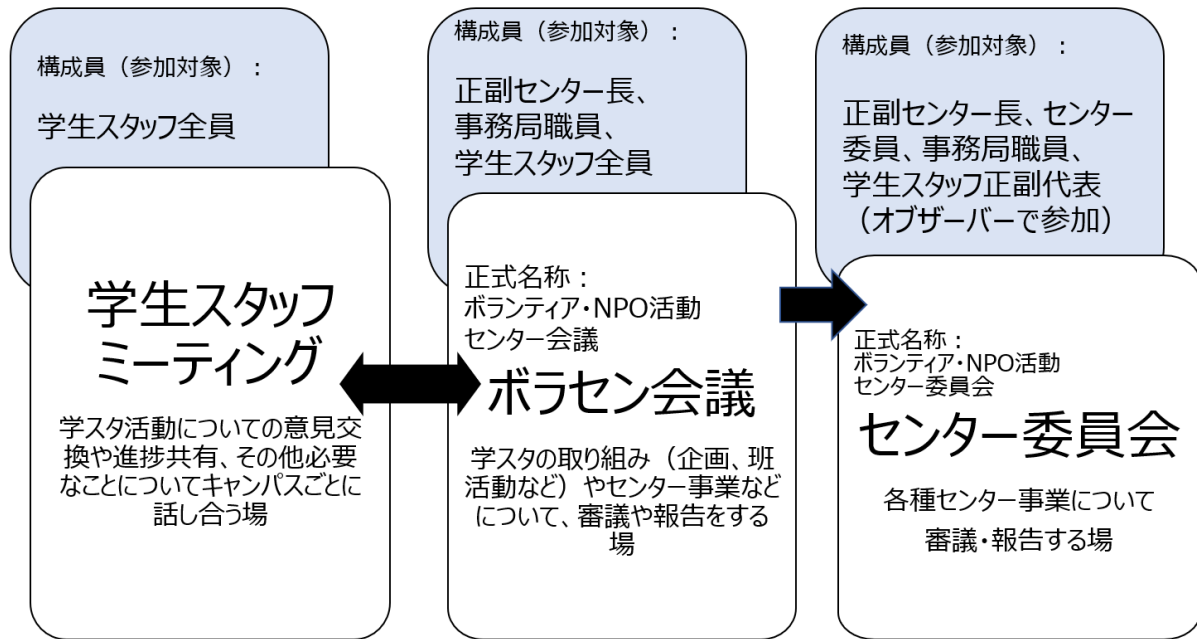 構成員（参加対象）：
学生スタッフ全員
学生スタッフ
ミーティング
学スタ活動についての意見交
換や進捗共有、その他必要
なことについてキャンパスごとに
話し合う場
構成員（参加対象）：
正副センター長、
事務局職員、
学生スタッフ全員
正式名称：
ボランティア・NPO活動
センター会議
ボラセン会議
学スタの取り組み（企画、班
活動など）やセンター事業など
について、審議や報告をする
場
構成員（参加対象）：
正副センター長、センター
委員、事務局職員、
学生スタッフ正副代表
（オブザーバーで参加）
正式名称：
ボランティア・NPO活動
センター委員会
センター委員会
各種センター事業について
審議・報告する場